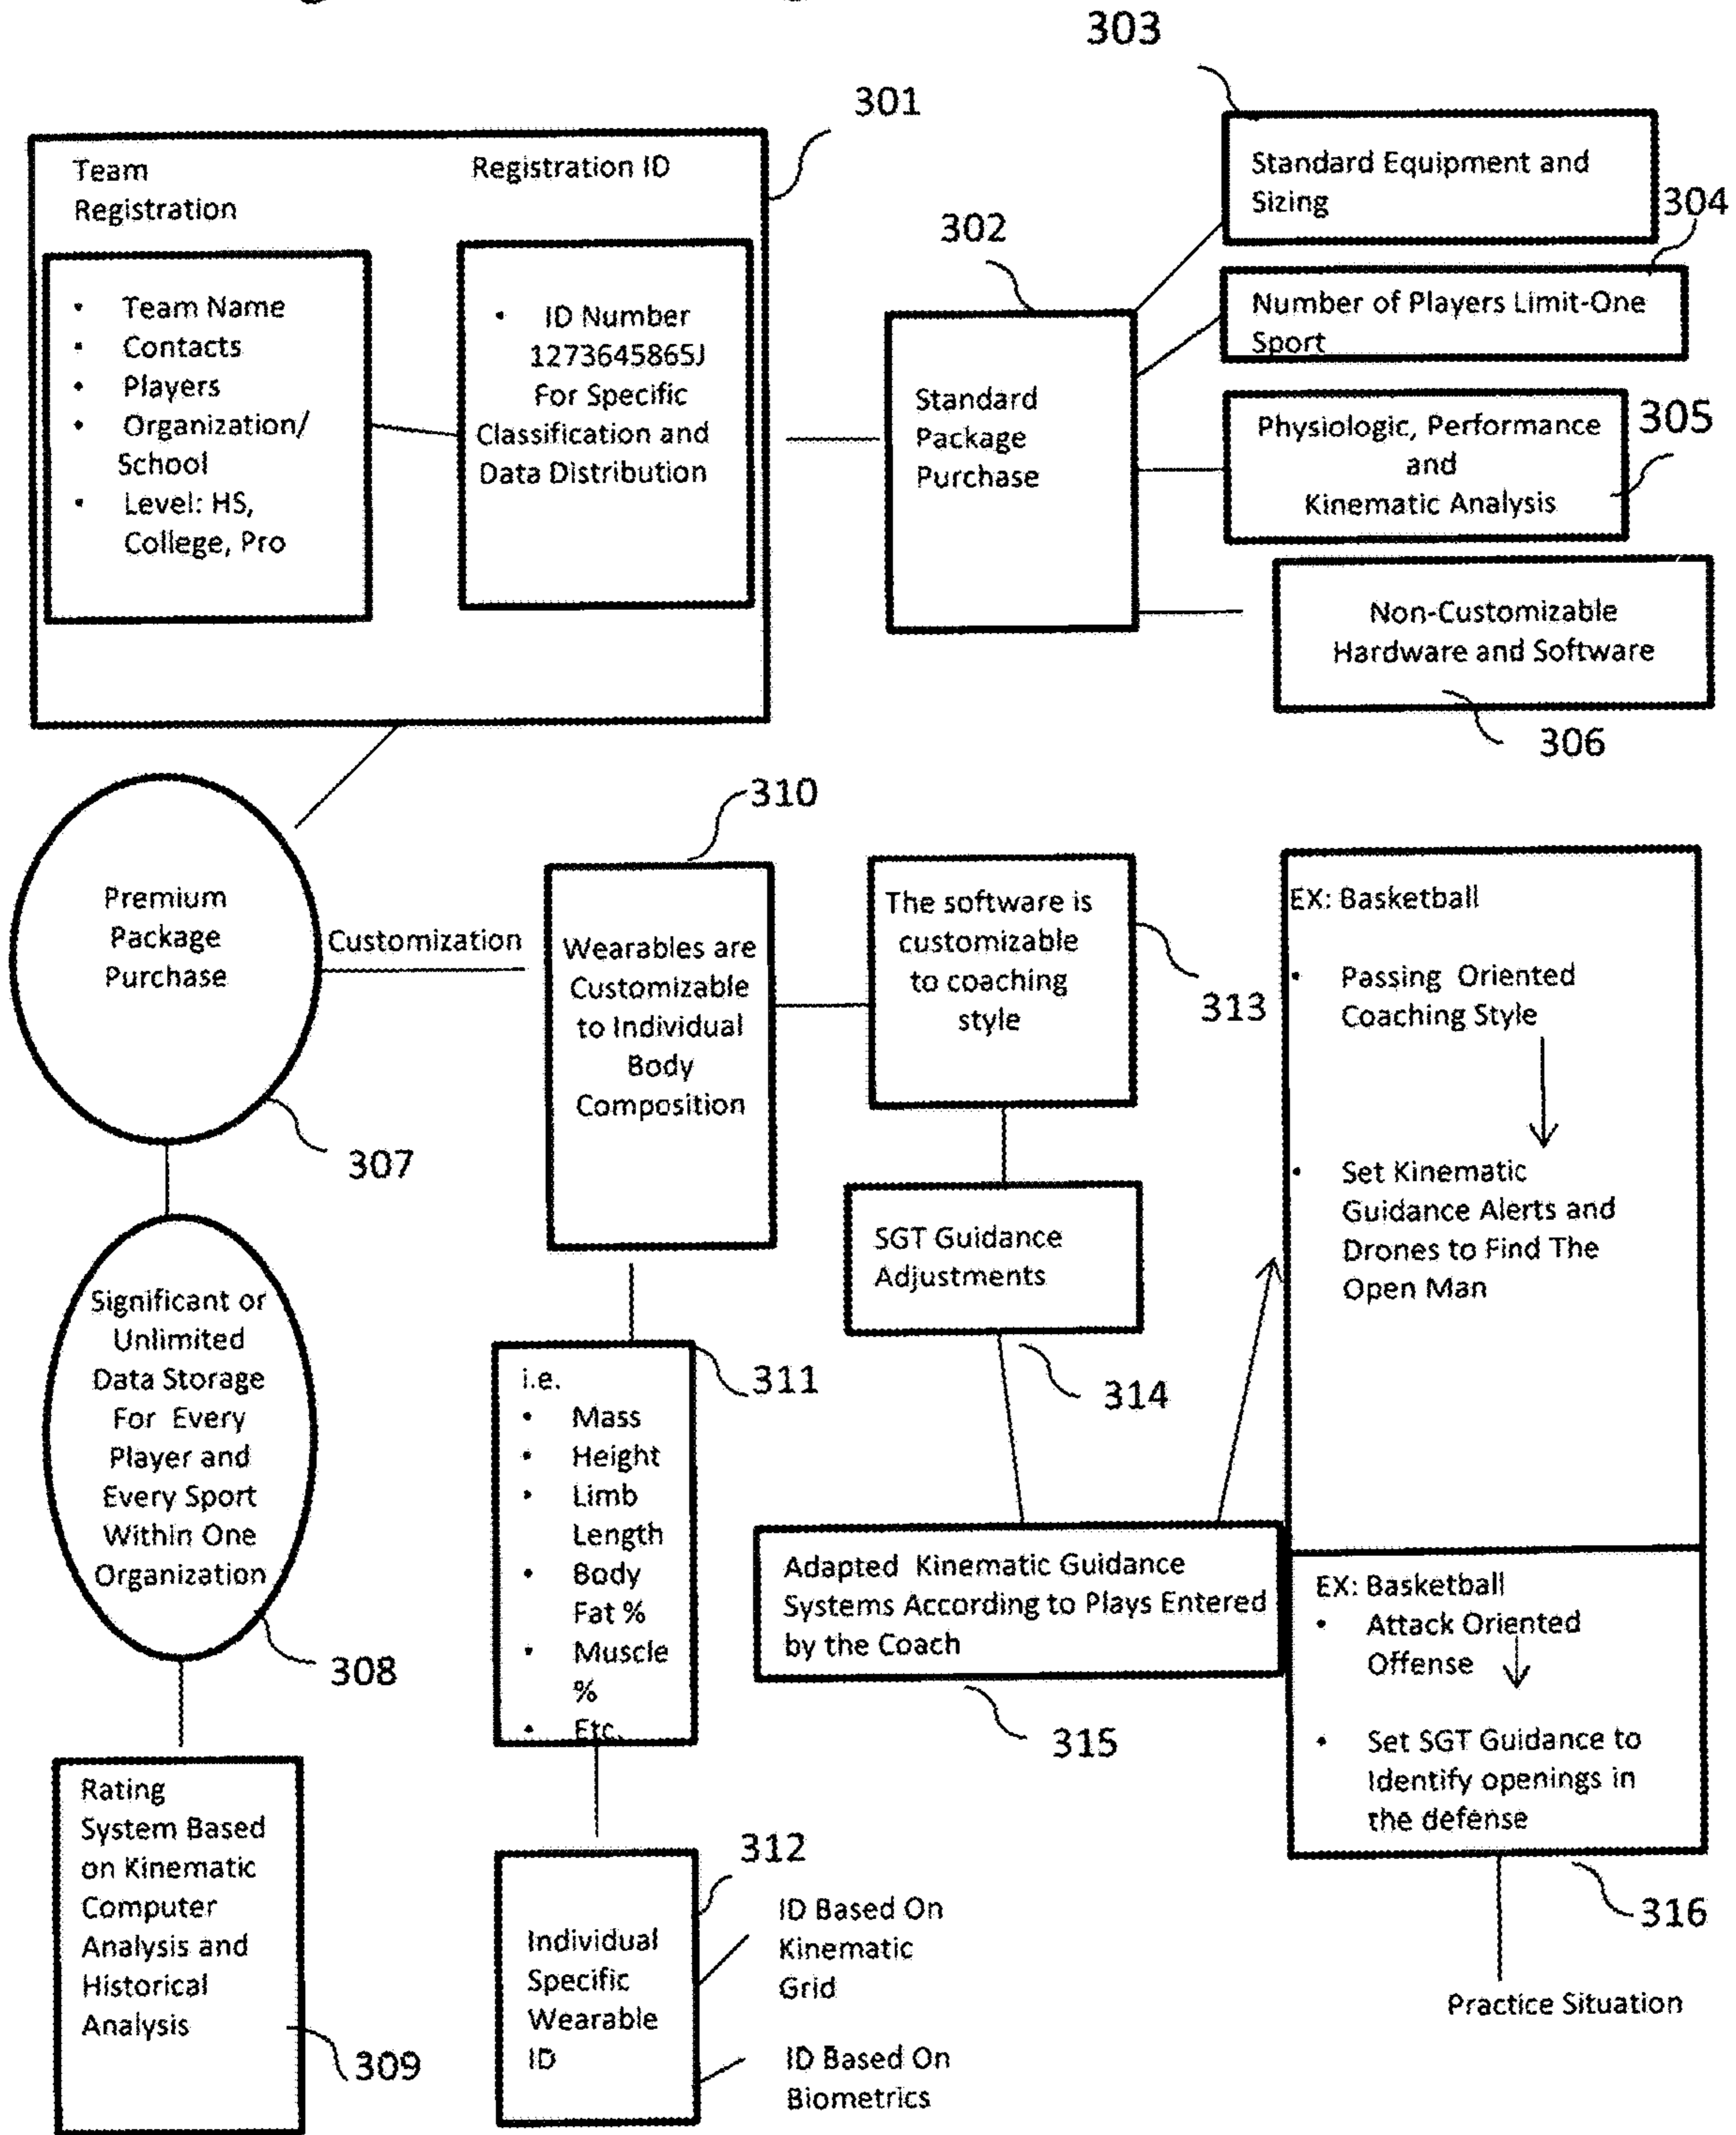 303
301
Team
Registration
Registration ID
• Team Name
• Contacts
• Players
• Organization/
School
• Level: HS,
College, Pro
• ID Number
1273645865J
For Specific
Classification and
Data Distribution
302
Standard
Package
Purchase
Standard Equipment and
Sizing
304
Number of Players Limit-One
Sport
Physiologic, Performance
and
Kinematic Analysis
305
Non-Customizable
Hardware and Software
306
Premium
Package
Purchase
307
Customization
310
Wearables are
Customizable
to Individual
Body
Composition
The software is
customizable
to coaching
style
313
EX: Basketball
• Passing Oriented
Coaching Style
• Set Kinematic
Guidance Alerts and
Drones to Find The
Open Man
SGT Guidance
Adjustments
314
Significant or
Unlimited
Data Storage
For Every
Player and
Every Sport
Within One
Organization
308
i.e.
• Mass
• Height
• Limb
Length
• Body
Fat %
• Muscle
%
• Etc.
311
Adapted Kinematic Guidance
Systems According to Plays Entered
by the Coach
315
EX: Basketball
• Attack Oriented
Offense
• Set SGT Guidance to
Identify openings in
the defense
316
Practice Situation
Rating
System Based
on Kinematic
Computer
Analysis and
Historical
Analysis
309
312
Individual
Specific
Wearable
ID
ID Based On
Kinematic
Grid
ID Based On
Biometrics